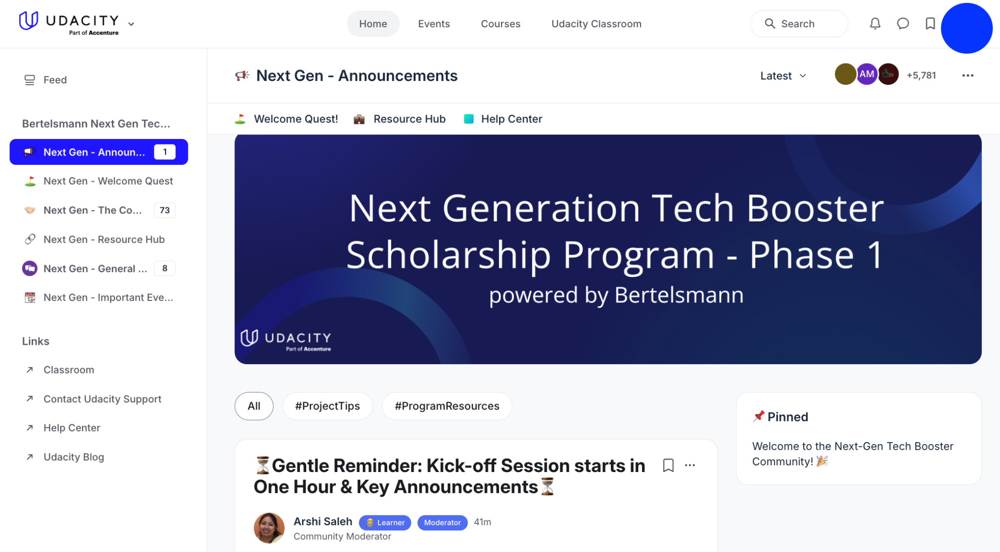 UDACITY
Part of Accenture
Home
Events
Courses
Udacity Classroom
Search
Feed
Bertelsmann Next Gen Tec...
Next Gen - Announ... 1
Next Gen - Welcome Quest
Next Gen - The Co... 73
Next Gen - Resource Hub
Next Gen - General ... 8
Next Gen - Important Eve...
Links
Classroom
Contact Udacity Support
Help Center
Udacity Blog
Next Gen - Announcements
Latest
AM
+5,781
Welcome Quest!
Resource Hub
Help Center
Next Generation Tech Booster
Scholarship Program - Phase 1
powered by Bertelsmann
UDACITY
Part of Accenture
All
#ProjectTips
#ProgramResources
⏳Gentle Reminder: Kick-off Session starts in
One Hour & Key Announcements⏳
Arshi Saleh Learner Moderator 41m
Community Moderator
📌 Pinned
Welcome to the Next-Gen Tech Booster
Community! 🎉